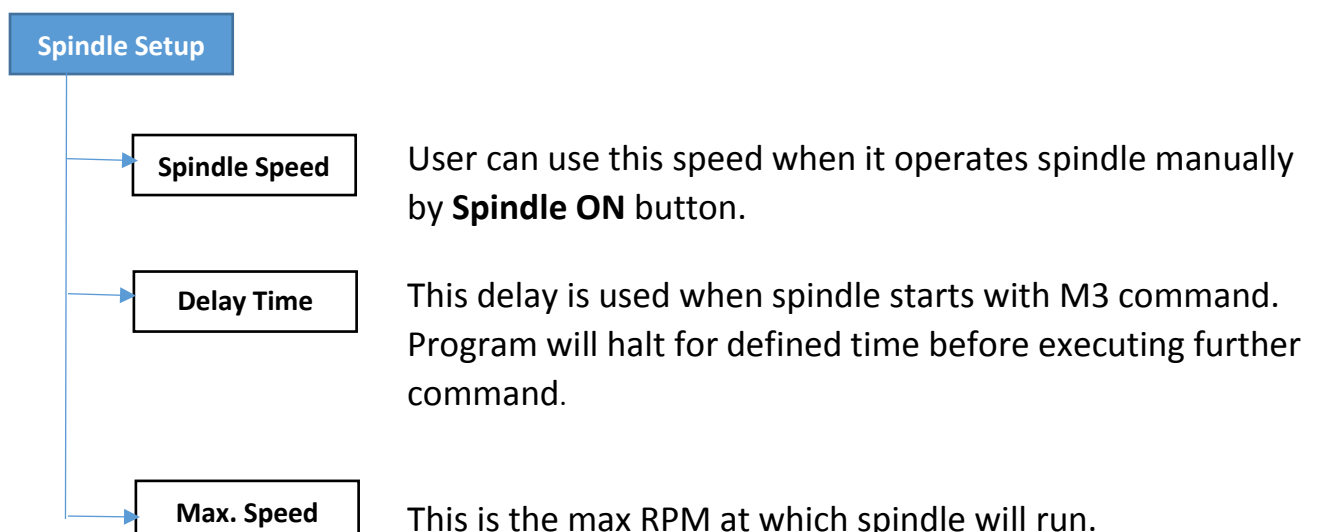 Spindle Setup
Spindle Speed
User can use this speed when it operates spindle manually
by Spindle ON button.
Delay Time
This delay is used when spindle starts with M3 command.
Program will halt for defined time before executing further
command.
Max. Speed
This is the max RPM at which spindle will run.